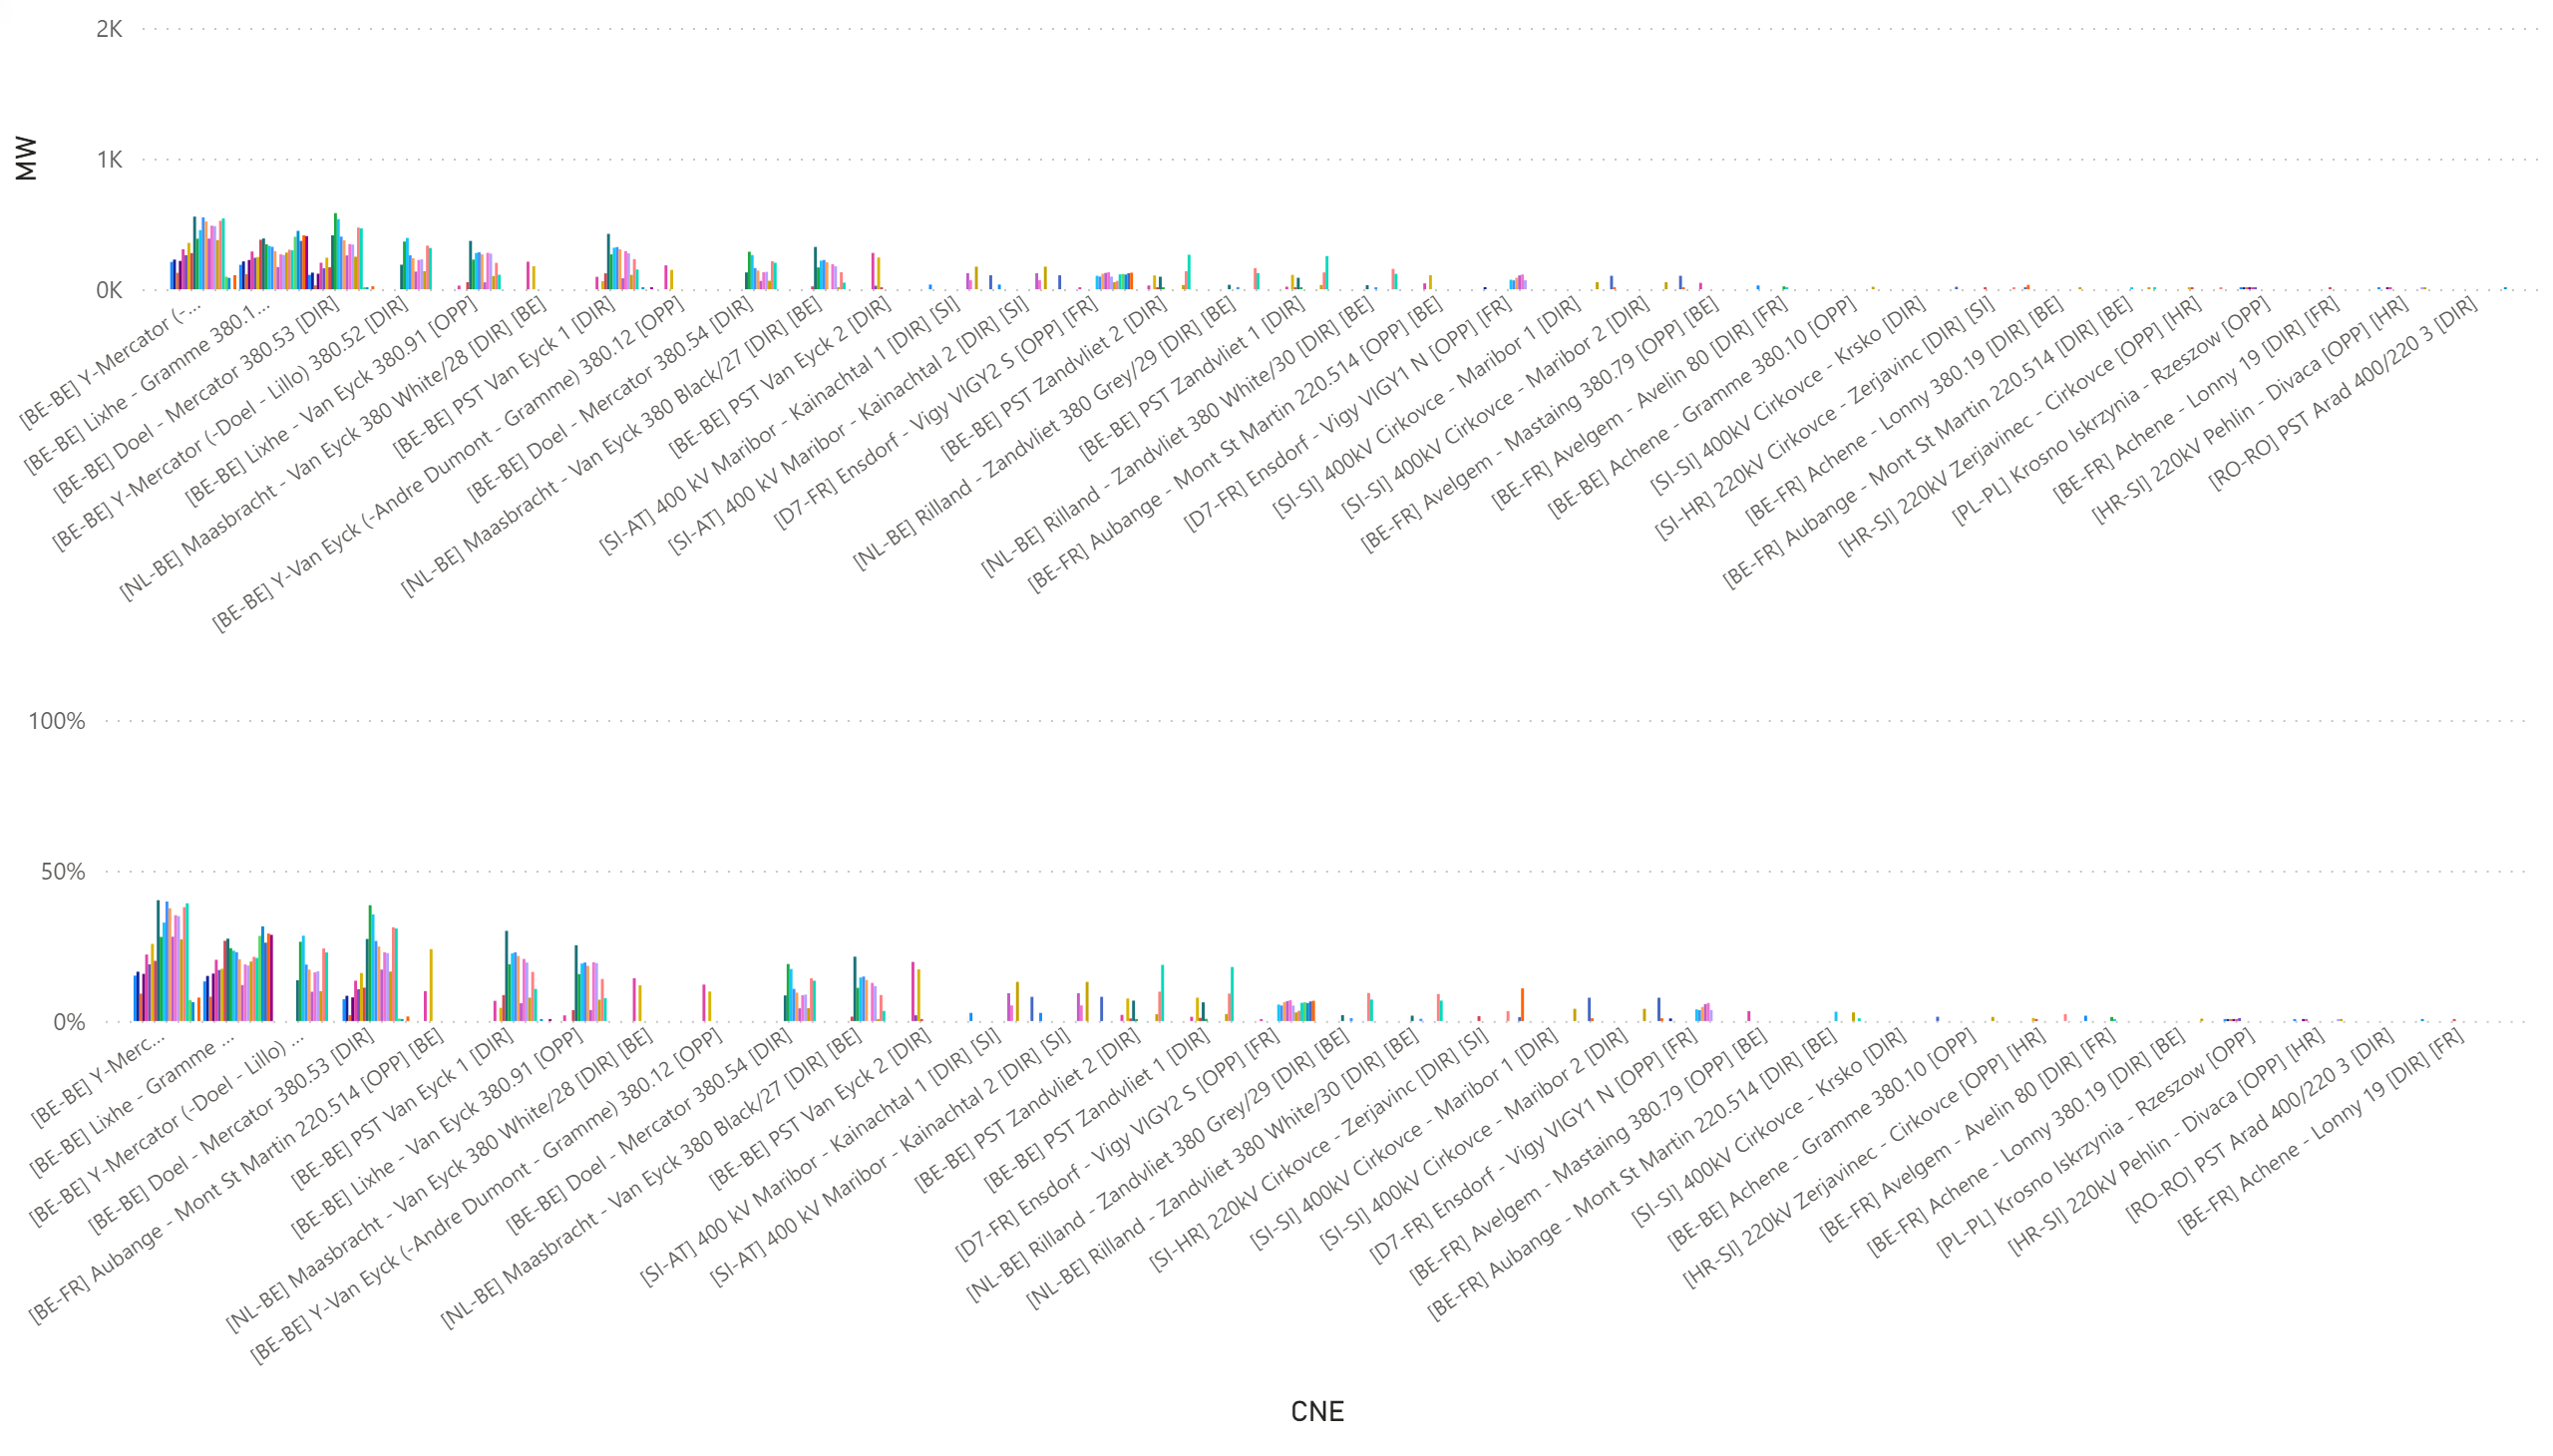 2K
1K
0K
MW
[BE-BE] Y-Mercator (-...
[BE-BE] Lixhe - Gramme 380.1...
[BE-BE] Doel - Mercator 380.53 [DIR]
[BE-BE] Y-Mercator (-Doel - Lillo) 380.52 [DIR]
[BE-BE] Lixhe - Van Eyck 380.91 [OPP]
[NL-BE] Maasbracht - Van Eyck 380 White/28 [DIR] [BE]
[BE-BE] PST Van Eyck 1 [DIR]
[BE-BE] Y-Van Eyck (-Andre Dumont - Gramme) 380.12 [OPP]
[BE-BE] Doel - Mercator 380.54 [DIR]
[NL-BE] Maasbracht - Van Eyck 380 Black/27 [DIR] [BE]
[BE-BE] PST Van Eyck 2 [DIR]
[SI-AT] 400 kV Maribor - Kainachtal 1 [DIR] [SI]
[SI-AT] 400 kV Maribor - Kainachtal 2 [DIR] [SI]
[D7-FR] Ensdorf - Vigy VIGY2 S [OPP] [FR]
[BE-BE] PST Zandvliet 2 [DIR]
[NL-BE] Rilland - Zandvliet 380 Grey/29 [DIR] [BE]
[BE-BE] PST Zandvliet 1 [DIR]
[NL-BE] Rilland - Zandvliet 380 White/30 [DIR] [BE]
[BE-FR] Aubange - Mont St Martin 220.514 [OPP] [BE]
[D7-FR] Ensdorf - Vigy VIGY1 N [OPP] [FR]
[SI-SI] 400kV Cirkovce - Maribor 1 [DIR]
[SI-SI] 400kV Cirkovce - Maribor 2 [DIR]
[BE-FR] Avelgem - Mastaing 380.79 [OPP] [BE]
[BE-FR] Avelgem - Avelin 80 [DIR] [FR]
[BE-BE] Achene - Gramme 380.10 [OPP]
[SI-SI] 400kV Cirkovce - Krsko [DIR]
[SI-HR] 220kV Cirkovce - Zerjavinc [DIR] [SI]
[BE-FR] Achene - Lonny 380.19 [DIR] [BE]
[BE-FR] Aubange - Mont St Martin 220.514 [DIR] [BE]
[HR-SI] 220kV Zerjavinec - Cirkovce [OPP] [HR]
[PL-PL] Krosno Iskrzynia - Rzeszow [OPP]
[BE-FR] Achene - Lonny 19 [DIR] [FR]
[HR-SI] 220kV Pehlin - Divaca [OPP] [HR]
[RO-RO] PST Arad 400/220 3 [DIR]
100%
50%
0%
[BE-BE] Y-Merc...
[BE-BE] Lixhe - Gramme ...
[BE-BE] Y-Mercator (-Doel - Lillo) ...
[BE-BE] Doel - Mercator 380.53 [DIR]
[BE-FR] Aubange - Mont St Martin 220.514 [OPP] [BE]
[BE-BE] PST Van Eyck 1 [DIR]
[BE-BE] Lixhe - Van Eyck 380.91 [OPP]
[NL-BE] Maasbracht - Van Eyck 380 White/28 [DIR] [BE]
[BE-BE] Y-Van Eyck (-Andre Dumont - Gramme) 380.12 [OPP]
[BE-BE] Doel - Mercator 380.54 [DIR]
[NL-BE] Maasbracht - Van Eyck 380 Black/27 [DIR] [BE]
[BE-BE] PST Van Eyck 2 [DIR]
[SI-AT] 400 kV Maribor - Kainachtal 1 [DIR] [SI]
[SI-AT] 400 kV Maribor - Kainachtal 2 [DIR] [SI]
[BE-BE] PST Zandvliet 2 [DIR]
[BE-BE] PST Zandvliet 1 [DIR]
[D7-FR] Ensdorf - Vigy VIGY2 S [OPP] [FR]
[NL-BE] Rilland - Zandvliet 380 Grey/29 [DIR] [BE]
[NL-BE] Rilland - Zandvliet 380 White/30 [DIR] [BE]
[SI-HR] 220kV Cirkovce - Zerjavinc [DIR] [SI]
[SI-SI] 400kV Cirkovce - Maribor 1 [DIR]
[SI-SI] 400kV Cirkovce - Maribor 2 [DIR]
[D7-FR] Ensdorf - Vigy VIGY1 N [OPP] [FR]
[BE-FR] Avelgem - Mastaing 380.79 [OPP] [BE]
[BE-FR] Aubange - Mont St Martin 220.514 [DIR] [BE]
[SI-SI] 400kV Cirkovce - Krsko [DIR]
[BE-BE] Achene - Gramme 380.10 [OPP]
[HR-SI] 220kV Zerjavinec - Cirkovce [OPP] [HR]
[BE-FR] Avelgem - Avelin 80 [DIR] [FR]
[BE-FR] Achene - Lonny 380.19 [DIR] [BE]
[PL-PL] Krosno Iskrzynia - Rzeszow [OPP]
[HR-SI] 220kV Pehlin - Divaca [OPP] [HR]
[RO-RO] PST Arad 400/220 3 [DIR]
[BE-FR] Achene - Lonny 19 [DIR] [FR]
CNE